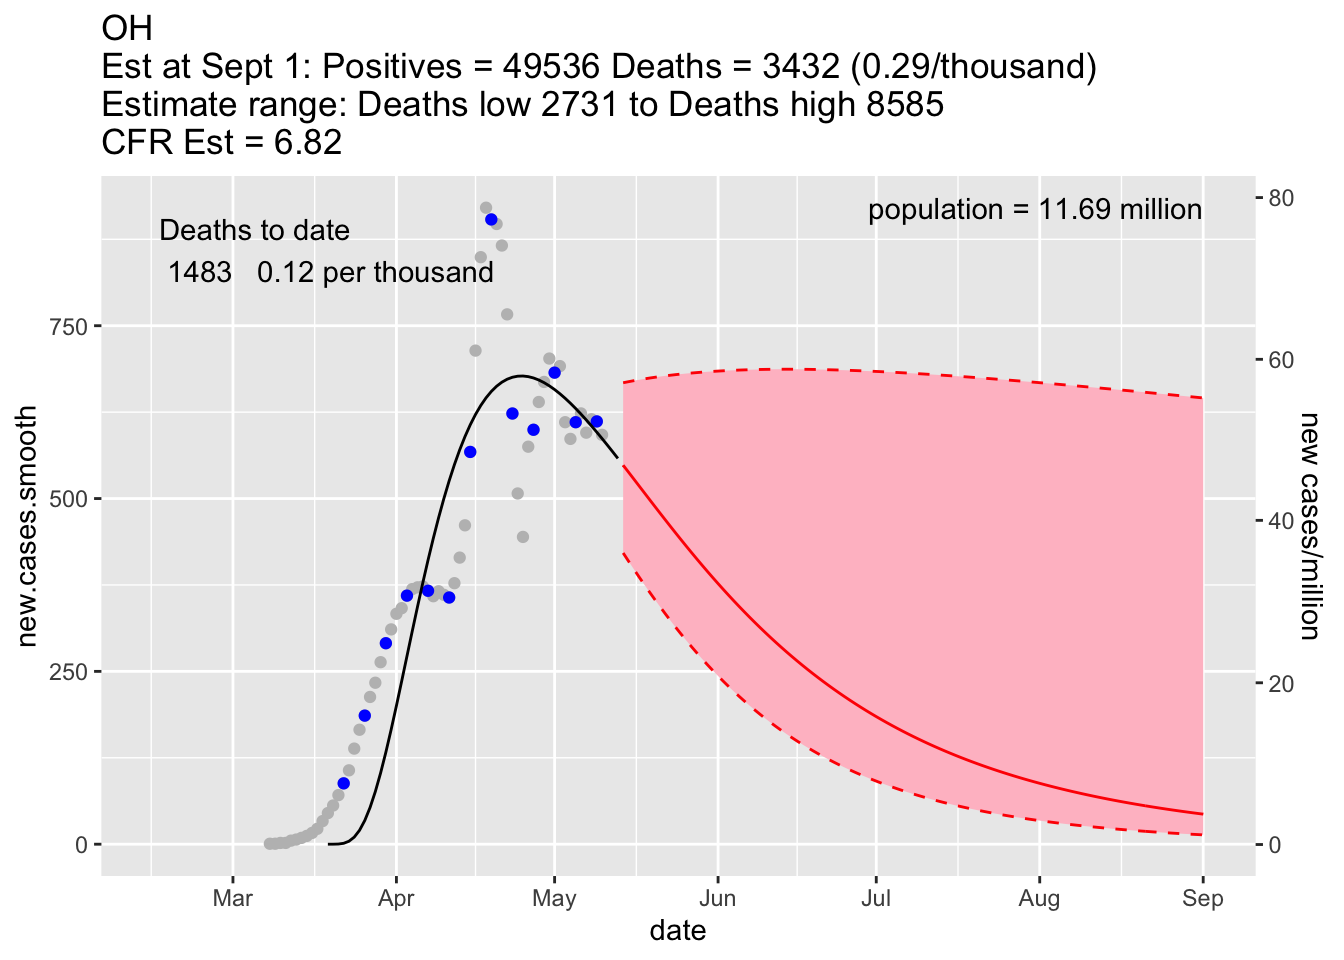 OH
Est at Sept 1: Positives = 49536 Deaths = 3432 (0.29/thousand)
Estimate range: Deaths low 2731 to Deaths high 8585
CFR Est = 6.82
Deaths to date
1483 0.12 per thousand
population = 11.69 million
750
500
250
0
new.cases.smooth
80
60
40
20
0
new cases/million
Mar Apr May Jun Jul Aug Sep
date